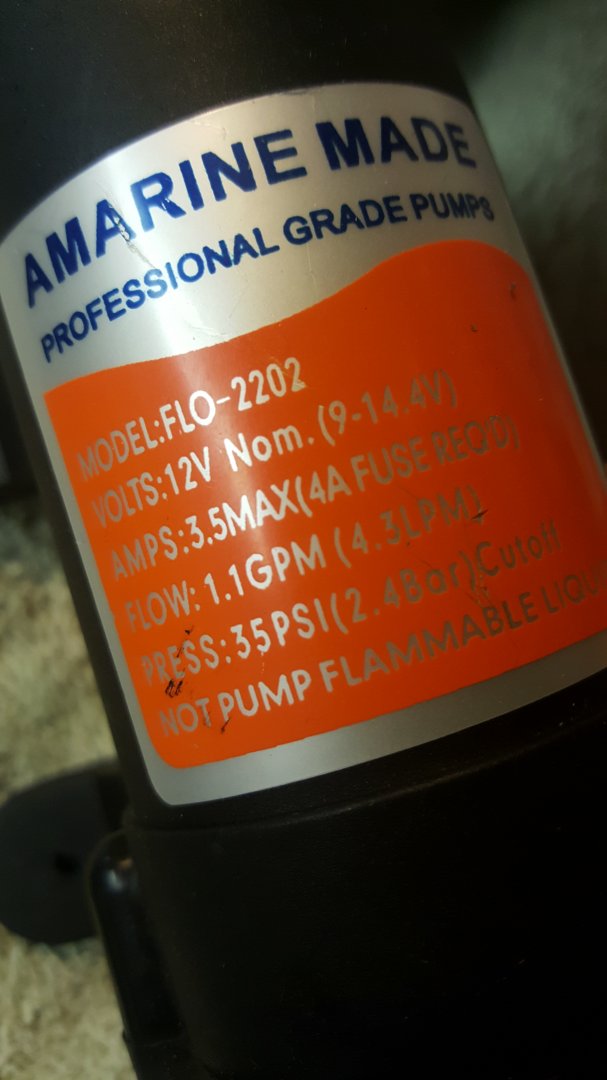 AMARINE MADE
PROFESSIONAL GRADE PUMPS
MODEL:FLO-2202
VOLTS:12V Nom.(9-14.4V)
AMPS:3.5MAX(4A FUSE REQ'D)
FLOW:1.1GPM (4.3LPM)
PRESS:35PSI(2.4Bar)Cutoff
NOT PUMP FLAMMABLE